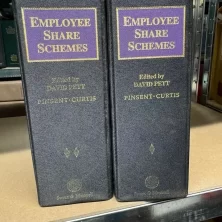 EMPLOYEE
SHARE
SCHEMES
Edited by
DAVID PETT
PINSENT-CURTIS
EMPLOYEE
SHARE
SCHEMES
Edited by
DAVID PETT
PINSENT-CURTIS